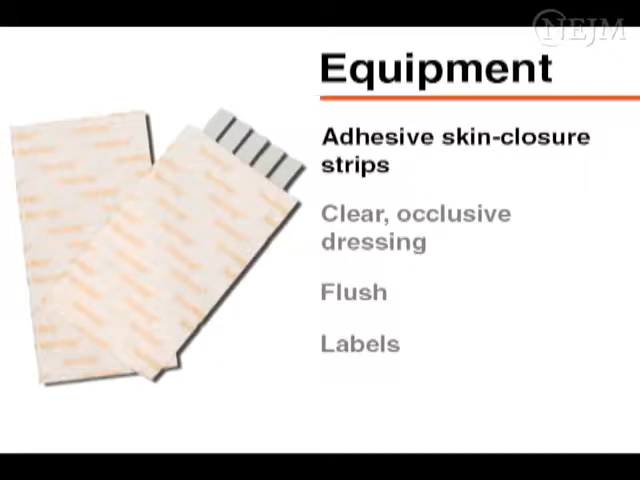 NEJM
Equipment
Adhesive skin-closure
strips
Clear, occlusive
dressing
Flush
Labels